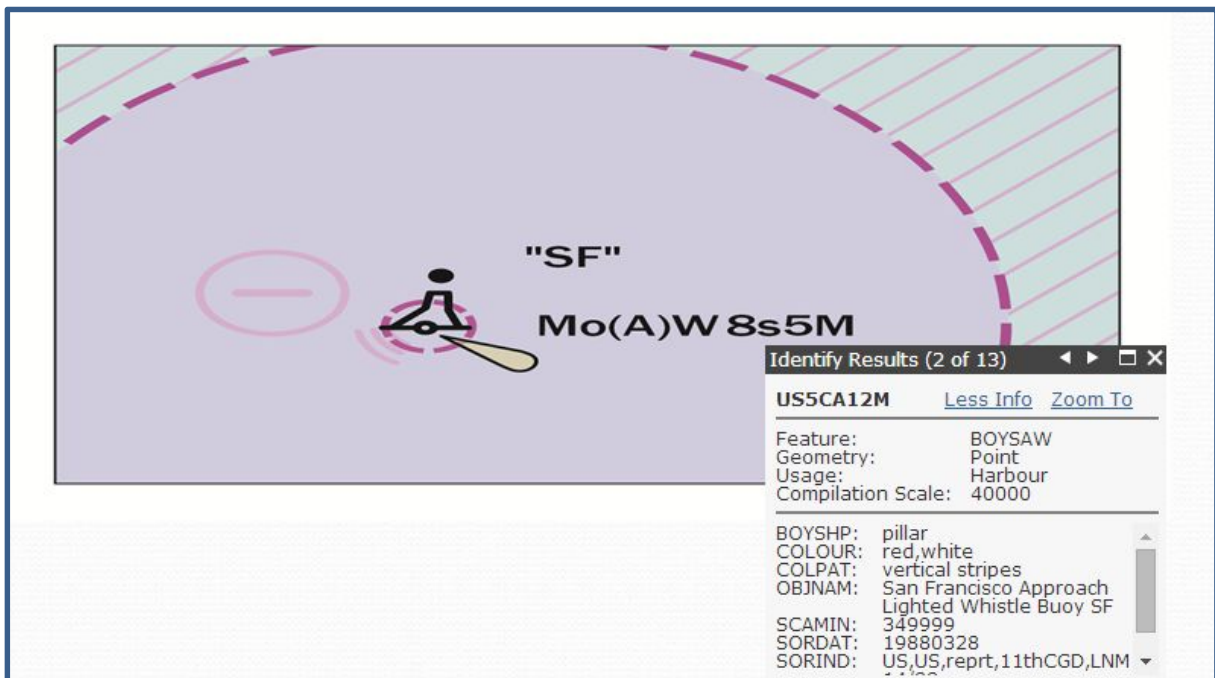 "SF"
Mo(A)W 8s5M
Identify Results (2 of 13)
US5CA12M Less Info Zoom To
Feature: BOYSAW
Geometry: Point
Usage: Harbour
Compilation Scale: 40000
BOYSHP: pillar
COLOUR: red,white
COLPAT: vertical stripes
OBJNAM: San Francisco Approach
Lighted Whistle Buoy SF
SCAMIN: 349999
SORDAT: 19880328
SORIND: US,US,reprt,11thCGD,LNM